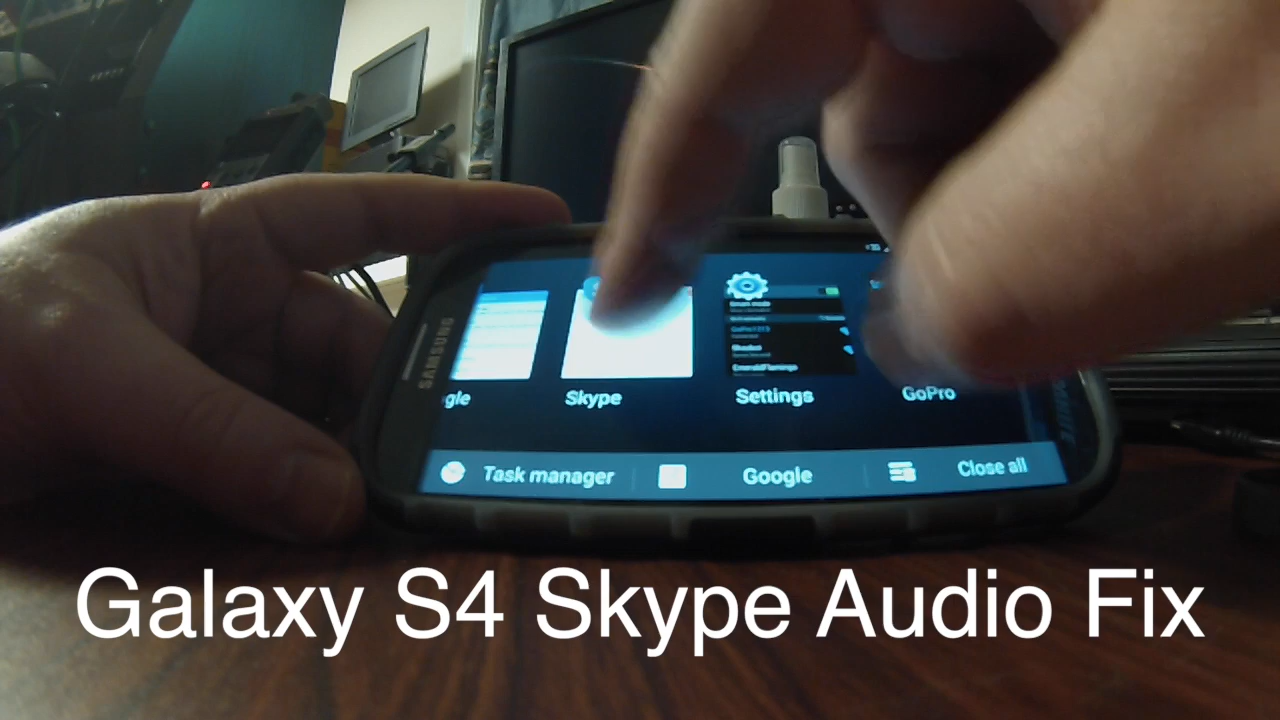 SAMSUNG
gle
Skype
Settings
GoPro
Task manager
Google
Close all
Galaxy S4 Skype Audio Fix